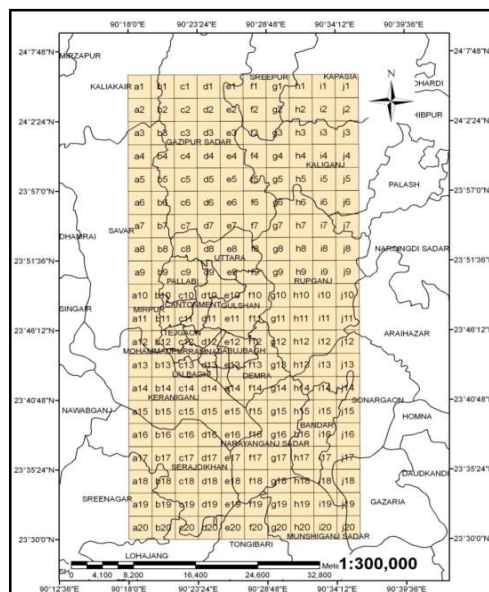 90°18'0"E 90°23'24"E 90°28'48"E 90°34'12"E 90°39'36"E
24°7'48"N 24°7'48"N
MIRZAPUR SREEPUR KAPASIA
KALIAKAIR a1 b1 c1 d1 e1 f1 g1 h1 i1 j1 OHARDI
N
a2 b2 c2 d2 e2 f2 g2 h2 i2 j2 HIBPUR
24°2'24"N 24°2'24"N
a3 b3 c3 d3 e3 f3 g3 h3 i3 j3
GAZIPUR SADAR
a4 b4 c4 d4 e4 f4 g4 h4 i4 j4
KALIGANJ
a5 b5 c5 d5 e5 f5 g5 h5 i5 j5 PALASH
23°57'0"N 23°57'0"N
a6 b6 c6 d6 e6 f6 g6 h6 i6 j6
SAVAR a7 b7 c7 d7 e7 f7 g7 h7 i7 j7
DHAMRAI
a8 b8 c8 d8 e8 f8 g8 h8 i8 j8 NARSINGDI SADAR
UTTARA
23°51'36"N 23°51'36"N
a9 b9 c9 d9 e9 f9 g9 h9 i9 j9
PALLABI RUPGANJ
a10 b10 c10 d10 e10 f10 g10 h10 i10 j10
SINGAIR CANTONMENT GULSHAN
MIRPUR
a11 b11 c11 d11 e11 f11 g11 h11 i11 j11
23°46'12"N TEJGAON 23°46'12"N
ARAIHAZAR
a12 b12 c12 d12 e12 f12 g12 h12 i12 j12
MOHAMMADPUR RAMNA SABUJBAGH
a13 b13 c13 d13 e13 f13 g13 h13 i13 j13
LALBAGH DEMRA
a14 b14 c14 d14 e14 f14 g14 h14 i14 j14
KERANIGANJ SONARGAON
23°40'48"N 23°40'48"N
NAWABGANJ a15 b15 c15 d15 e15 f15 g15 h15 i15 j15 HOMNA
BANDAR
a16 b16 c16 d16 e16 f16 g16 h16 i16 j16
NARAYANGANJ SADAR
a17 b17 c17 d17 e17 f17 g17 h17 i17 j17
SERAJDIKHAN
23°35'24"N DAUDKANDI 23°35'24"N
a18 b18 c18 d18 e18 f18 g18 h18 i18 j18
SREENAGAR a19 b19 c19 d19 e19 f19 g19 h19 i19 j19 GAZARIA
a20 b20 c20 d20 e20 f20 g20 h20 i20 j20
23°30'0"N MUNSHIGANJ SADAR 23°30'0"N
LOHAJANG TONGIBARI
SH Mete 1:300,000
0 4,100 8,200 16,400 24,600 32,800
90°12'36"E 90°18'0"E 90°23'24"E 90°28'48"E 90°34'12"E 90°39'36"E